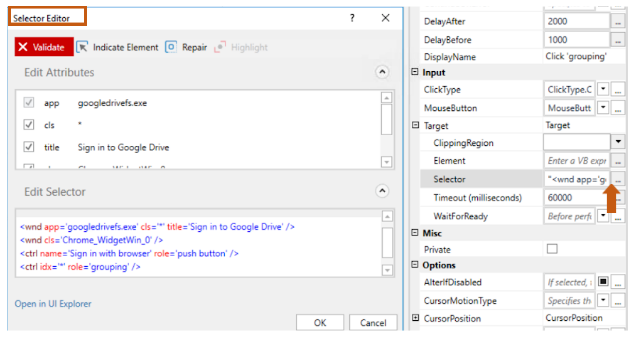 Selector Editor ? ×
Validate Indicate Element Repair Highlight
Edit Attributes
app googledrivefs.exe
cls *
title Sign in to Google Drive
Edit Selector
<wnd app='googledrivefs.exe' cls='*' title='Sign in to Google Drive' />
<wnd cls='Chrome_WidgetWin_0' />
<ctrl name='Sign in with browser' role='push button' />
<ctrl idx='*' role='grouping' />
Open in UI Explorer
OK Cancel
DelayAfter 2000 ...
DelayBefore 1000 ...
DisplayName Click 'grouping'
Input
ClickType ClickType.C ...
MouseButton MouseButt ...
Target Target
ClippingRegion
Element Enter a VB expr ...
Selector "<wnd app='g ...
Timeout (milliseconds) 60000 ...
WaitForReady Before perf ...
Misc
Private
Options
AlterIfDisabled If selected, ...
CursorMotionType Specifies th ...
CursorPosition CursorPosition